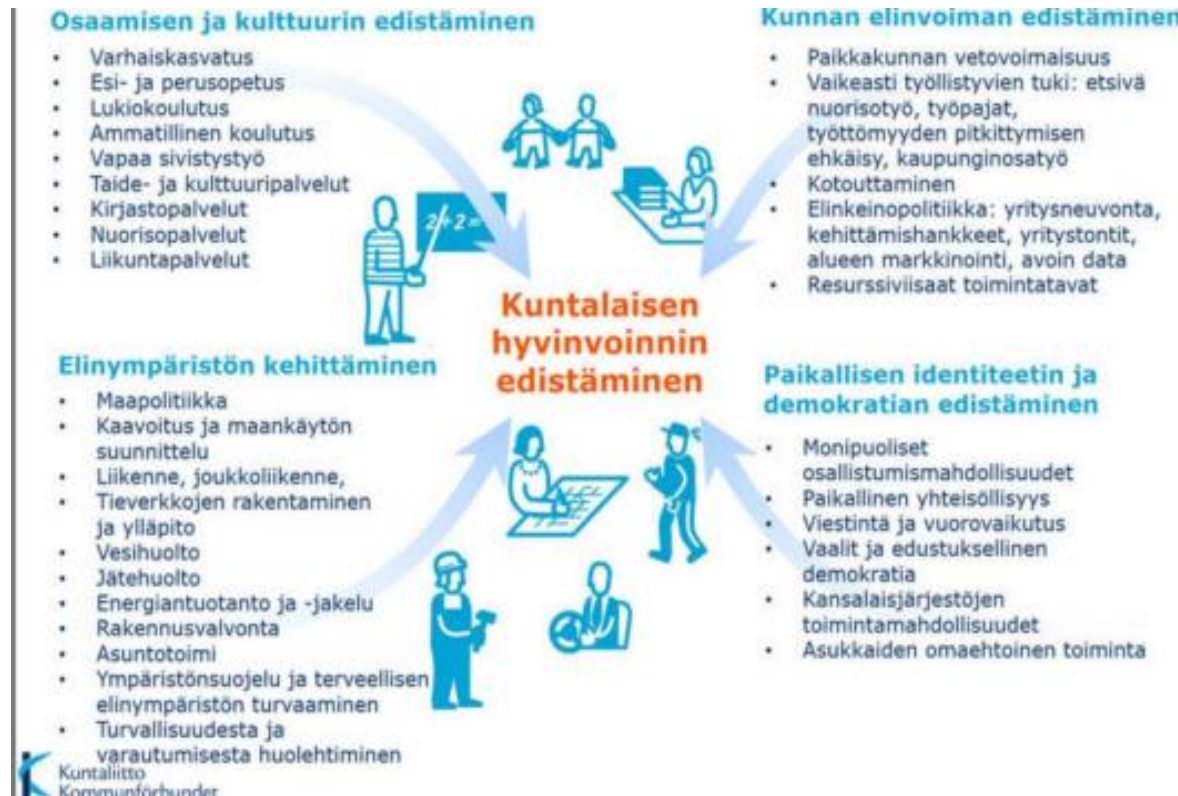 Osaamisen ja kulttuurin edistäminen
• Varhaiskasvatus
• Esi- ja perusopetus
• Lukiokoulutus
• Ammatillinen koulutus
• Vapaa sivistystyö
• Taide- ja kulttuuripalvelut
• Kirjastopalvelut
• Nuorisopalvelut
• Liikuntapalvelut
2+2=
Kunnan elinvoiman edistäminen
• Paikkakunnan vetovoimaisuus
• Vaikeasti työllistyvien tuki: etsivä
nuorisotyö, työpajat,
työttömyyden pitkittymisen
ehkäisy, kaupunginosatyö
• Kotouttaminen
• Elinkeinopolitiikka: yritysneuvonta,
kehittämishankkeet, yritystontit,
alueen markkinointi, avoin data
• Resurssiviisaat toimintatavat
Kuntalaisen
hyvinvoinnin
edistäminen
Elinympäristön kehittäminen
• Maapolitiikka
• Kaavoitus ja maankäytön
suunnittelu
• Liikenne, joukkoliikenne,
• Tieverkkojen rakentaminen
ja ylläpito
• Vesihuolto
• Jätehuolto
• Energiantuotanto ja -jakelu
• Rakennusvalvonta
• Asuntotoimi
• Ympäristönsuojelu ja terveellisen
elinympäristön turvaaminen
• Turvallisuudesta ja
varautumisesta huolehtiminen
Paikallisen identiteetin ja
demokratian edistäminen
• Monipuoliset
osallistumismahdollisuudet
• Paikallinen yhteisöllisyys
• Viestintä ja vuorovaikutus
• Vaalit ja edustuksellinen
demokratia
• Kansalaisjärjestöjen
toimintamahdollisuudet
• Asukkaiden omaehtoinen toiminta
Kuntaliitto
Kommunförbundet